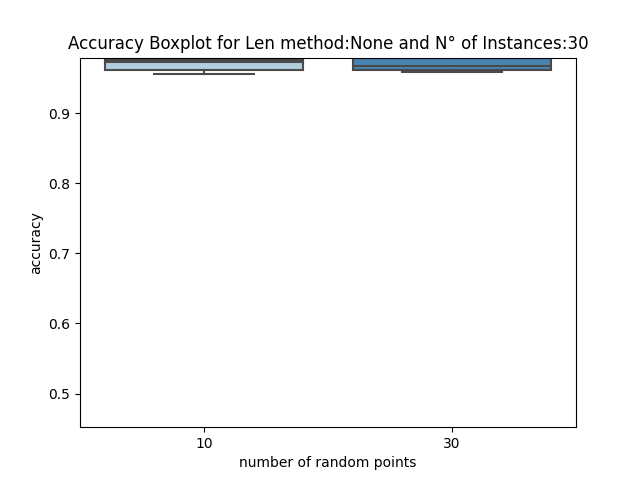 Accuracy Boxplot for Len method:None and N° of Instances:30
0.9
0.8
0.7
0.6
0.5
accuracy
10 30
number of random points